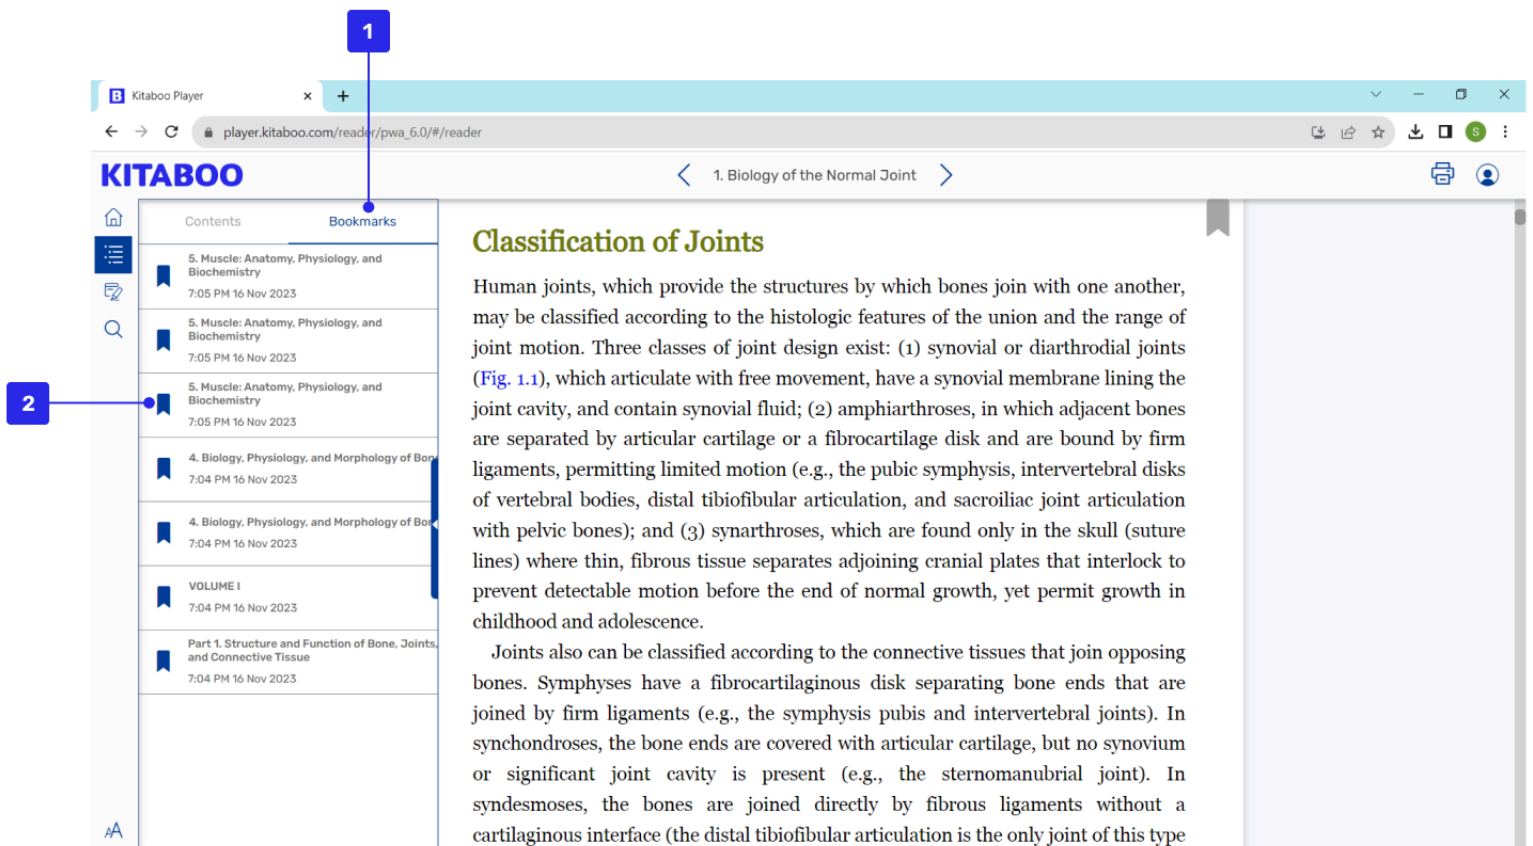 1
Kitaboo Player
player.kitaboo.com/reader/pwa_6.0/#/reader
S
KITABOO
1. Biology of the Normal Joint
Contents
Bookmarks
5. Muscle: Anatomy, Physiology, and
Biochemistry
7:05 PM 16 Nov 2023
5. Muscle: Anatomy, Physiology, and
Biochemistry
7:05 PM 16 Nov 2023
2
5. Muscle: Anatomy, Physiology, and
Biochemistry
7:05 PM 16 Nov 2023
4. Biology, Physiology, and Morphology of Bon
7:04 PM 16 Nov 2023
4. Biology, Physiology, and Morphology of Bon
7:04 PM 16 Nov 2023
VOLUME I
7:04 PM 16 Nov 2023
Part 1. Structure and Function of Bone, Joints,
and Connective Tissue
7:04 PM 16 Nov 2023
AA
Classification of Joints
Human joints, which provide the structures by which bones join with one another,
may be classified according to the histologic features of the union and the range of
joint motion. Three classes of joint design exist: (1) synovial or diarthrodial joints
(Fig. 1.1), which articulate with free movement, have a synovial membrane lining the
joint cavity, and contain synovial fluid; (2) amphiarthroses, in which adjacent bones
are separated by articular cartilage or a fibrocartilage disk and are bound by firm
ligaments, permitting limited motion (e.g., the pubic symphysis, intervertebral disks
of vertebral bodies, distal tibiofibular articulation, and sacroiliac joint articulation
with pelvic bones); and (3) synarthroses, which are found only in the skull (suture
lines) where thin, fibrous tissue separates adjoining cranial plates that interlock to
prevent detectable motion before the end of normal growth, yet permit growth in
childhood and adolescence.
Joints also can be classified according to the connective tissues that join opposing
bones. Symphyses have a fibrocartilaginous disk separating bone ends that are
joined by firm ligaments (e.g., the symphysis pubis and intervertebral joints). In
synchondroses, the bone ends are covered with articular cartilage, but no synovium
or significant joint cavity is present (e.g., the sternomanubrial joint). In
syndesmoses, the bones are joined directly by fibrous ligaments without a
cartilaginous interface (the distal tibiofibular articulation is the only joint of this type